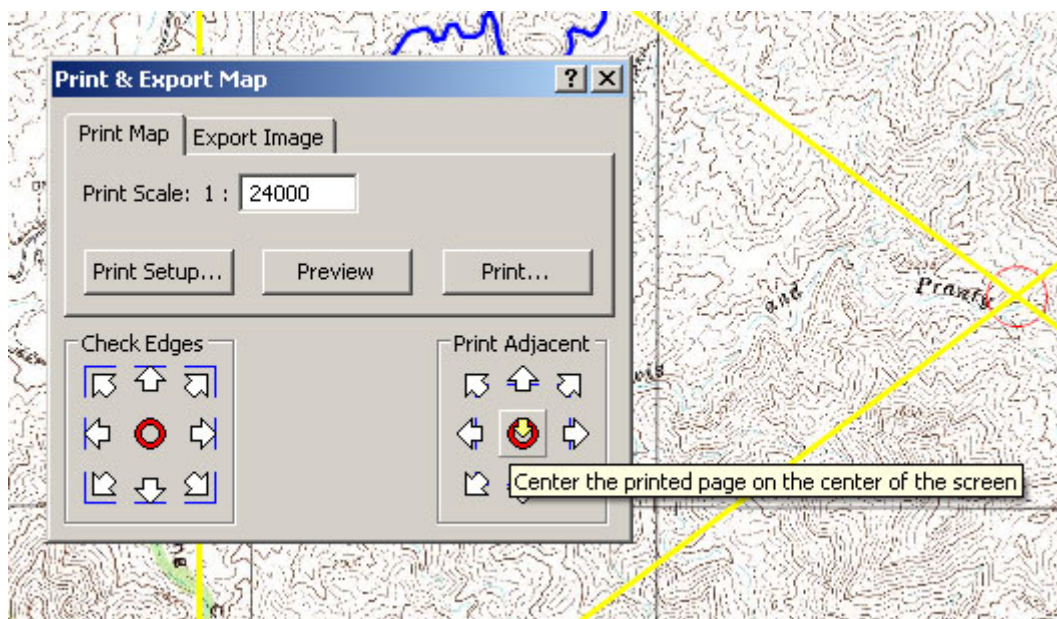 Print & Export Map
Print Map
Export Image
Print Scale: 1 : 24000
Print Setup...
Preview
Print...
Check Edges
Print Adjacent
Center the printed page on the center of the screen
and
Pranty